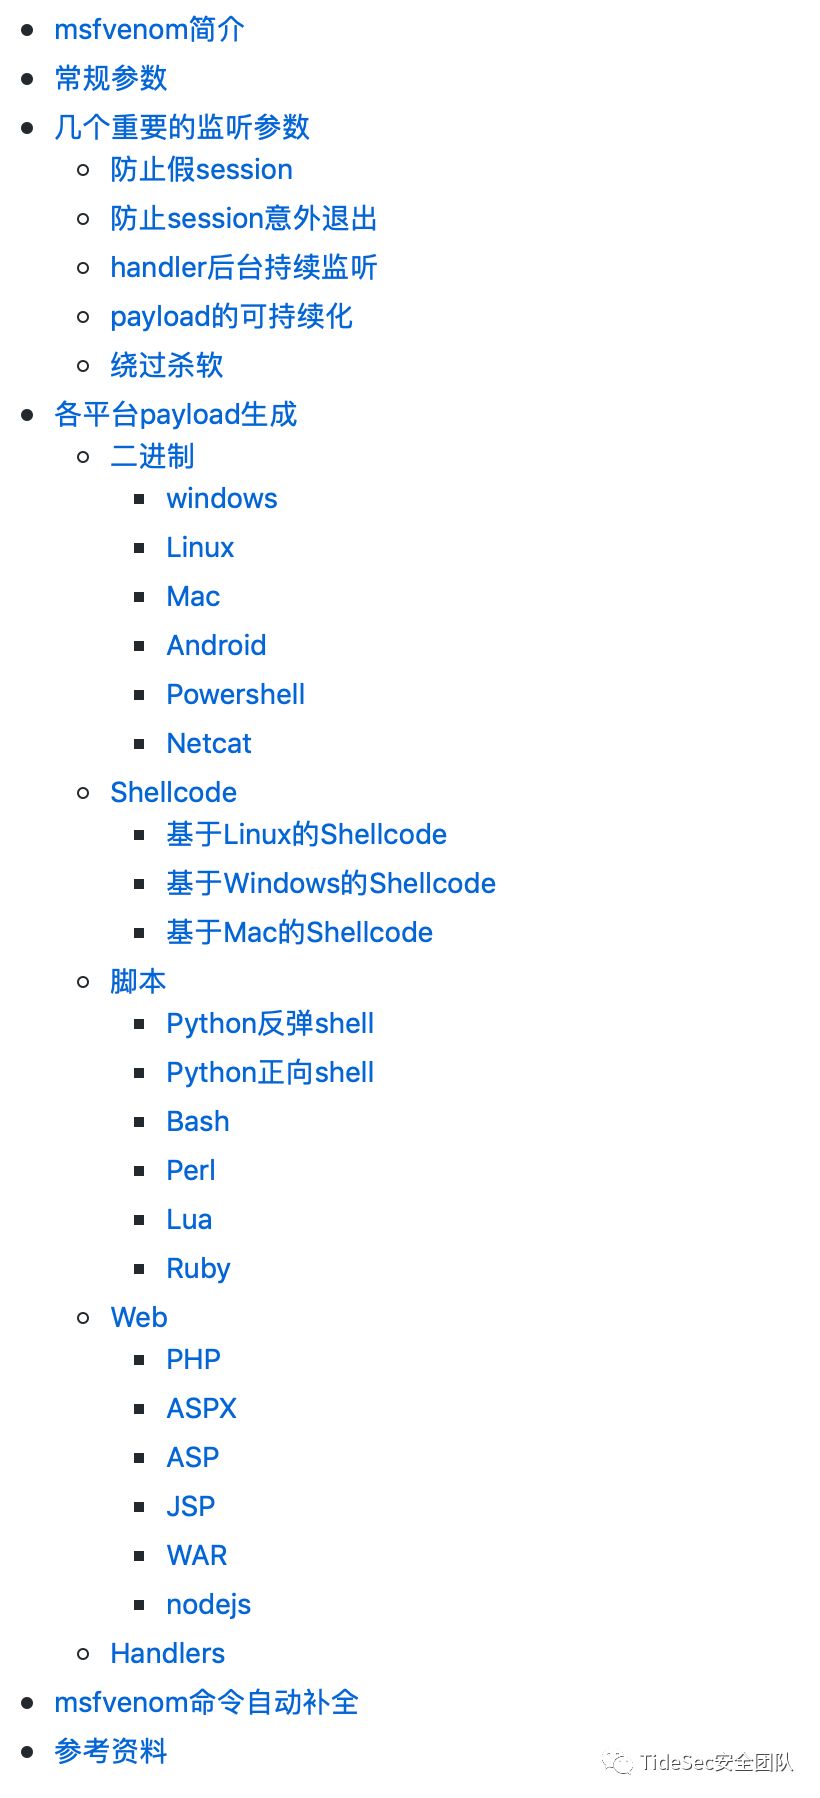 msfvenom简介
常规参数
几个重要的监听参数
防止假session
防止session意外退出
handler后台持续监听
payload的可持续化
绕过杀软
各平台payload生成
二进制
windows
Linux
Mac
Android
Powershell
Netcat
Shellcode
基于Linux的Shellcode
基于Windows的Shellcode
基于Mac的Shellcode
脚本
Python反弹shell
Python正向shell
Bash
Perl
Lua
Ruby
Web
PHP
ASPX
ASP
JSP
WAR
nodejs
Handlers
msfvenom命令自动补全
参考资料
TideSec安全团队